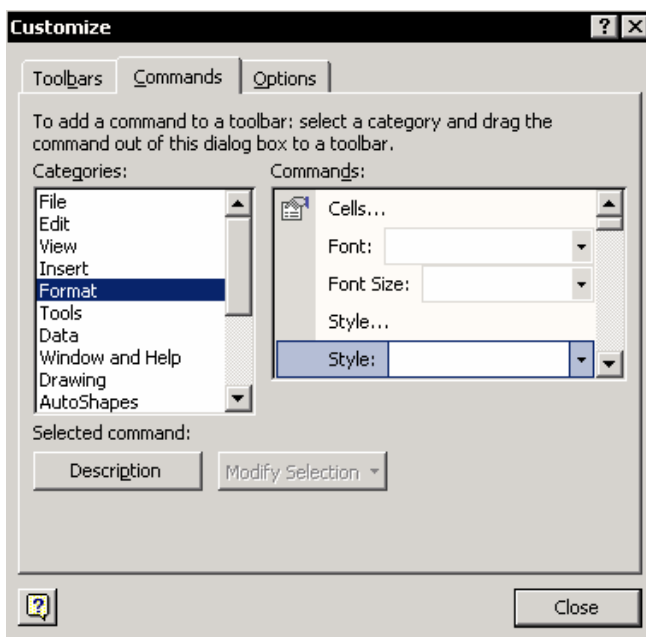 Customize
Toolbars Commands Options
To add a command to a toolbar: select a category and drag the
command out of this dialog box to a toolbar.
Categories:
File
Edit
View
Insert
Format
Tools
Data
Window and Help
Drawing
AutoShapes
Commands:
Cells...
Font:
Font Size:
Style...
Style:
Selected command:
Description Modify Selection
Close